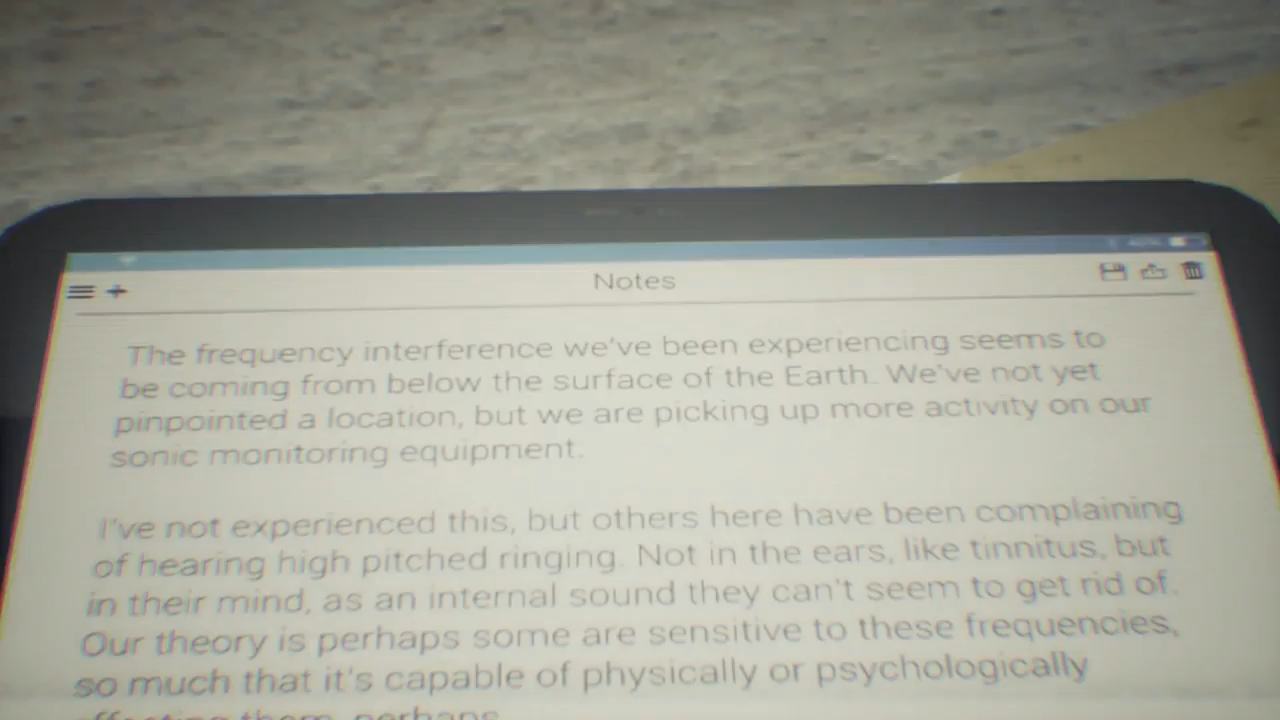 Notes
The frequency interference we've been experiencing seems to
be coming from below the surface of the Earth. We've not yet
pinpointed a location, but we are picking up more activity on our
sonic monitoring equipment.
I've not experienced this, but others here have been complaining
of hearing high pitched ringing. Not in the ears, like tinnitus, but
in their mind, as an internal sound they can't seem to get rid of.
Our theory is perhaps some are sensitive to these frequencies,
so much that it's capable of physically or psychologically
affecting them, perhaps